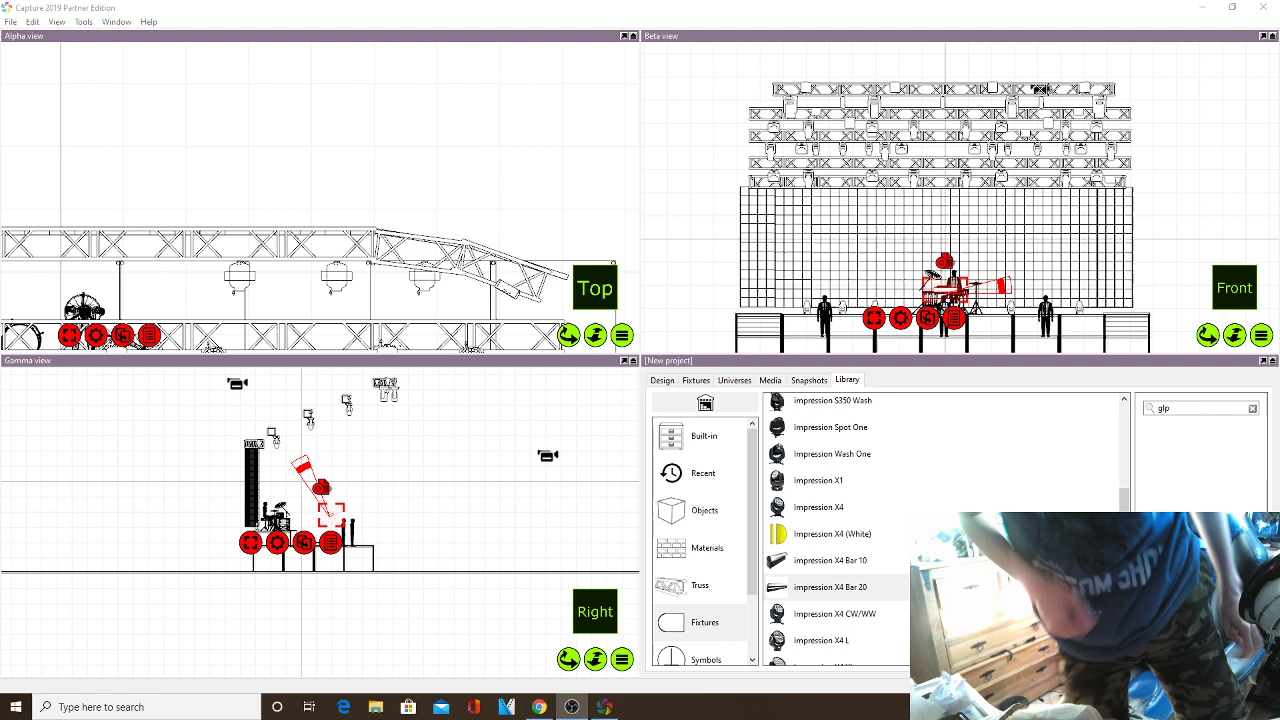 Capture 2019 Partner Edition
File Edit View Tools Window Help
Alpha view
Top
Beta view
Front
Gamma view
Right
[New project]
Design Fixtures Universes Media Snapshots Library
Built-in
Recent
Objects
Materials
Truss
Fixtures
Symbols
impression S350 Wash
Impression Spot One
Impression Wash One
Impression X1
Impression X4
Impression X4 (White)
impression X4 Bar 10
impression X4 Bar 20
Impression X4 CW/WW
Impression X4 L
glp
Type here to search